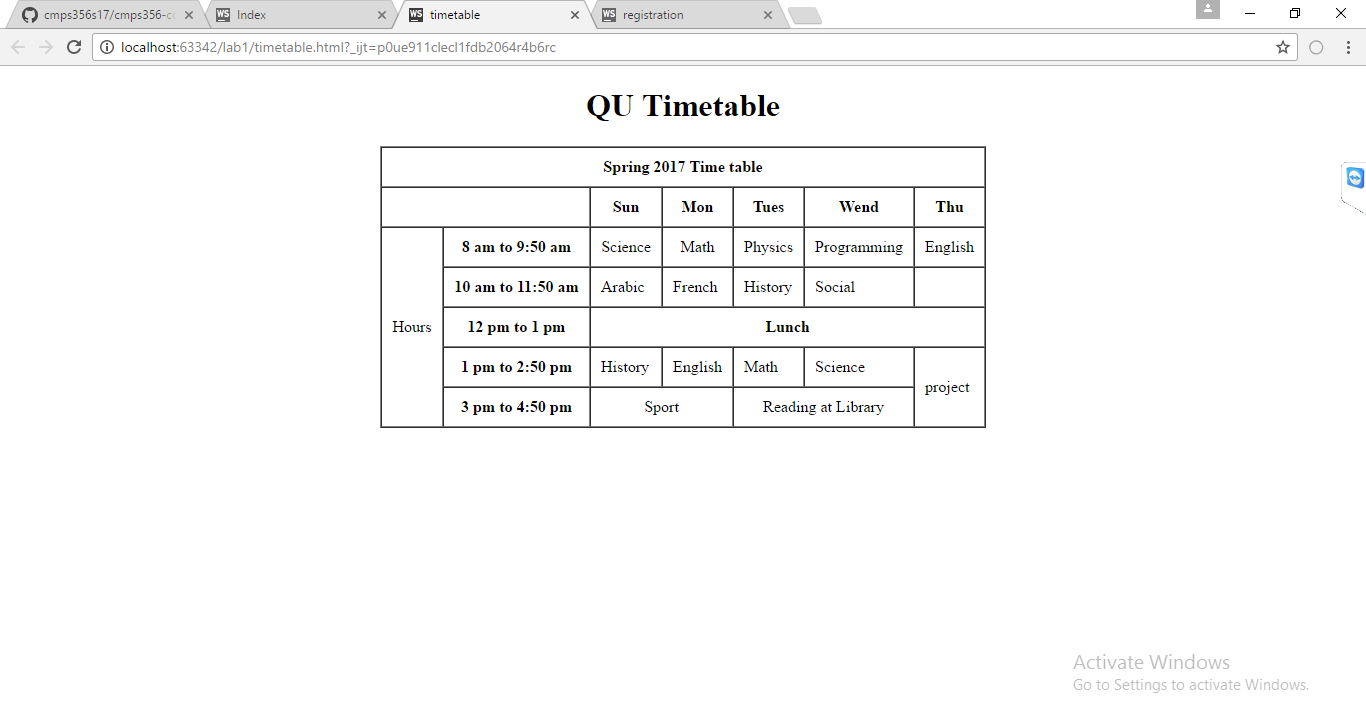 cmps356s17/cmps356-co
Index
timetable
registration
localhost:63342/lab1/timetable.html?_ijt=p0ue911clecl1fdb2064r4b6rc
QU Timetable
Spring 2017 Time table
Sun Mon Tues Wend Thu
8 am to 9:50 am Science Math Physics Programming English
10 am to 11:50 am Arabic French History Social
Hours 12 pm to 1 pm Lunch
1 pm to 2:50 pm History English Math Science
project
3 pm to 4:50 pm Sport Reading at Library
Activate Windows
Go to Settings to activate Windows.